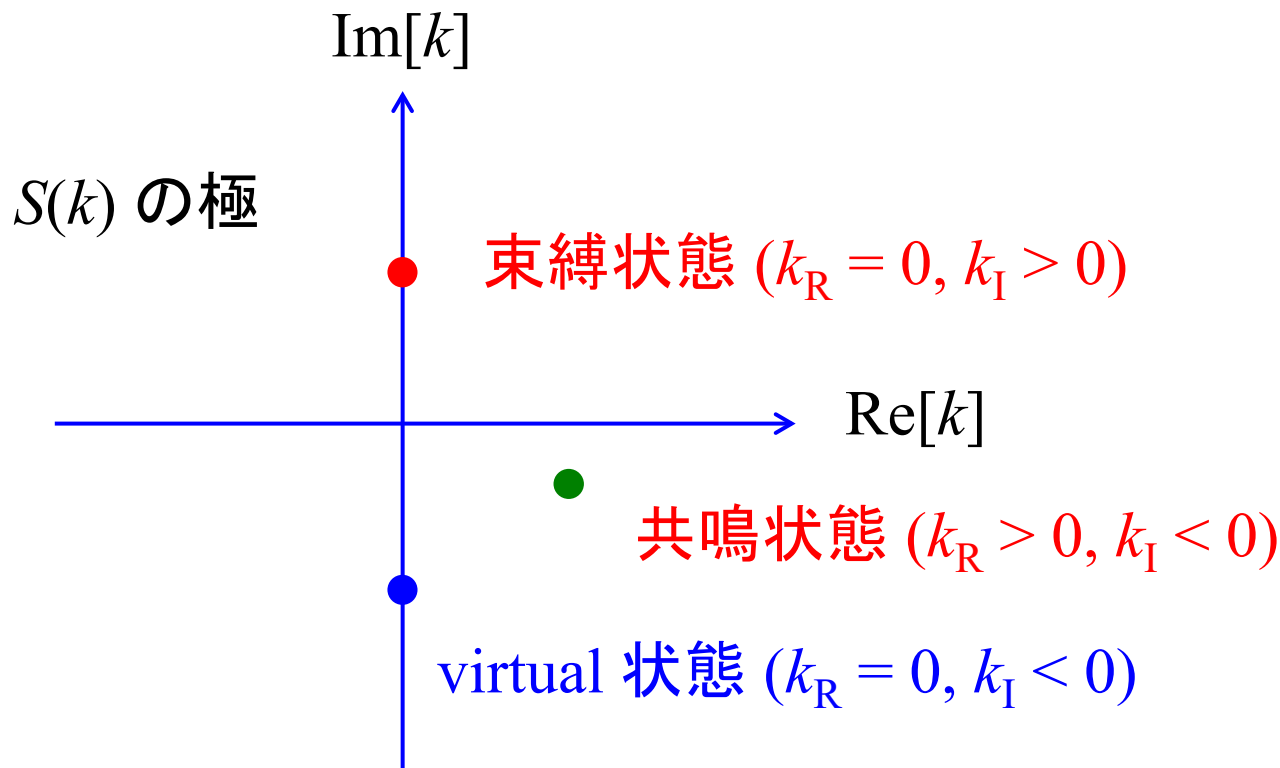 Im[k]
S(k) の極
束縛状態 (kR = 0, kI > 0)
Re[k]
共鳴状態 (kR > 0, kI < 0)
virtual 状態 (kR = 0, kI < 0)